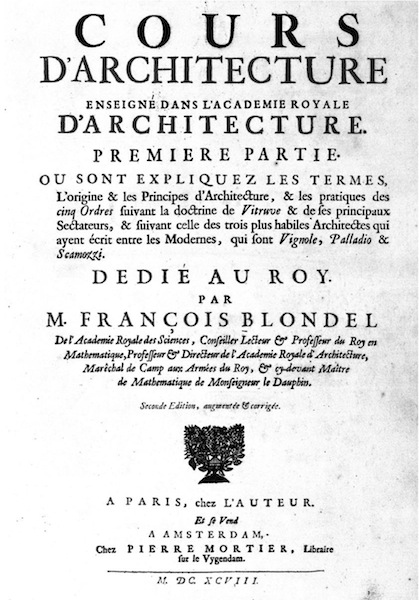 COURS
D'ARCHITECTURE
ENSEIGNÉ DANS L'ACADEMIE ROYALE
D'ARCHITECTURE.
PREMIERE PARTIE.
OU SONT EXPLIQUEZ LES TERMES,
L'origine & les Principes d'Architecture, & les pratiques des
cinq Ordres suivant la doctrine de Vitruve & de ses principaux
Sectateurs, & suivant celle des trois plus habiles Architectes qui
ayent écrit entre les Modernes, qui sont Vignole, Palladio &
Scamozzi.
DEDIÉ AU ROY.
PAR
M. FRANÇOIS BLONDEL
De l'Academie Royale des Sciences, Conseiller Lecteur & Professeur du Roy en
Mathematique, Professeur & Directeur de l'Academie Royale d'Architecture,
Maréchal de Camp aux Armées du Roy, & cy-devant Maître
de Mathematique de Monseigneur le Dauphin.
Seconde Edition, augmentée & corrigée.
A PARIS, chez L'AUTEUR.
Et se Vend
A AMSTERDAM,
Chez PIERRE MORTIER, Libraire
sur le Vygendam.
M. DC. XCVIII.